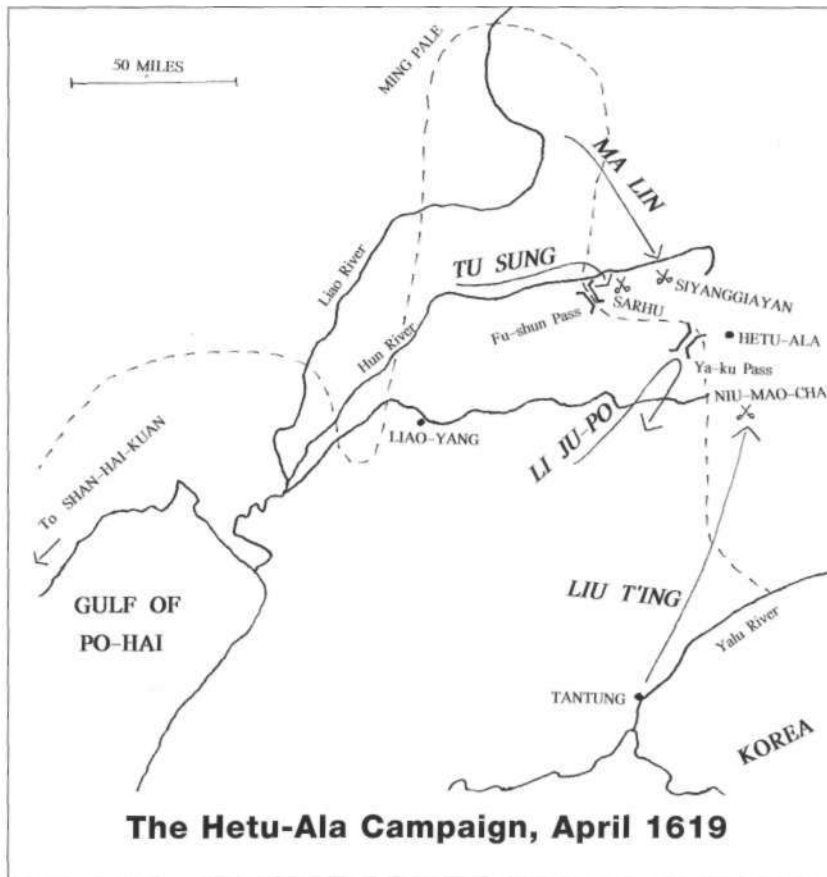 50 MILES
MING PALE
MA LIN
Liao River
TU SUNG
SIYANGGIAYAN
SARHU
Fu-shun Pass
Hun River
HETU-ALA
Ya-ku Pass
NIU-MAO-CHAI
LI JU-PO
LIAO-YANG
To SHAN-HAI-KUAN
GULF OF
PO-HAI
LIU T'ING
Yalu River
TANTUNG
KOREA
The Hetu-Ala Campaign, April 1619